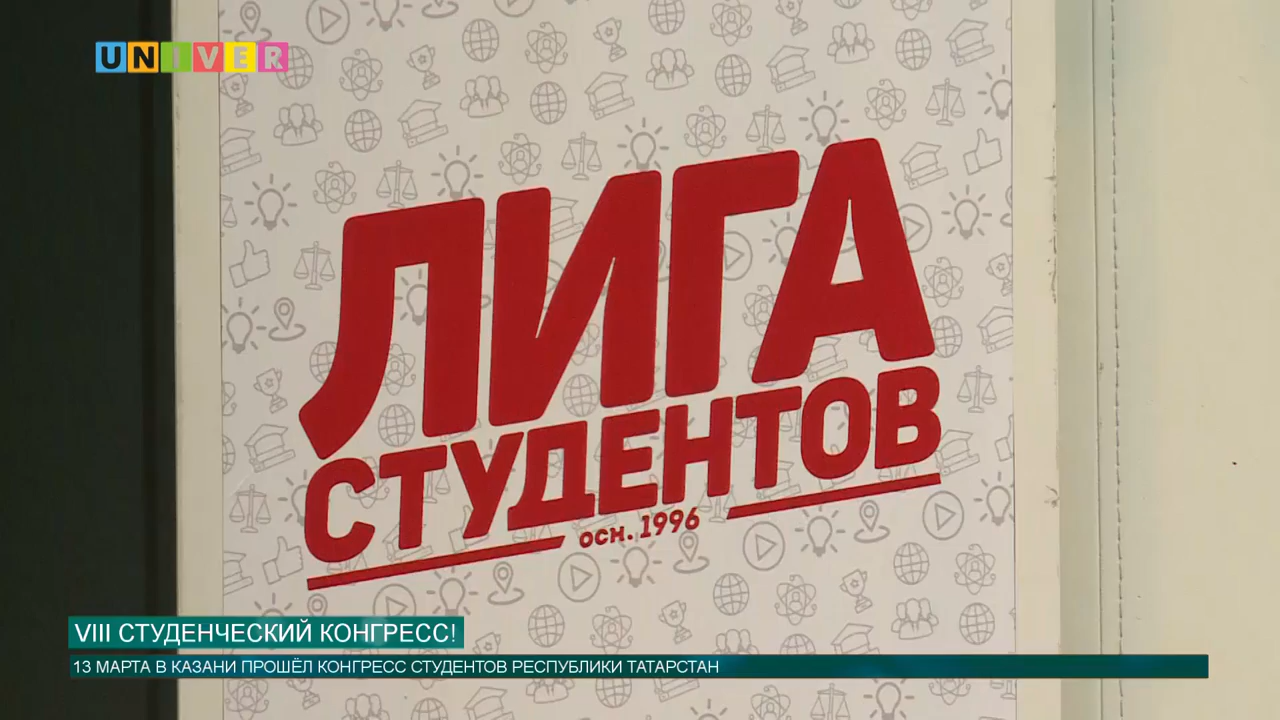 UNIVER
ЛИГА
СТУДЕНТОВ
осн. 1996
VIII СТУДЕНЧЕСКИЙ КОНГРЕСС!
13 МАРТА В КАЗАНИ ПРОШЁЛ КОНГРЕСС СТУДЕНТОВ РЕСПУБЛИКИ ТАТАРСТАН